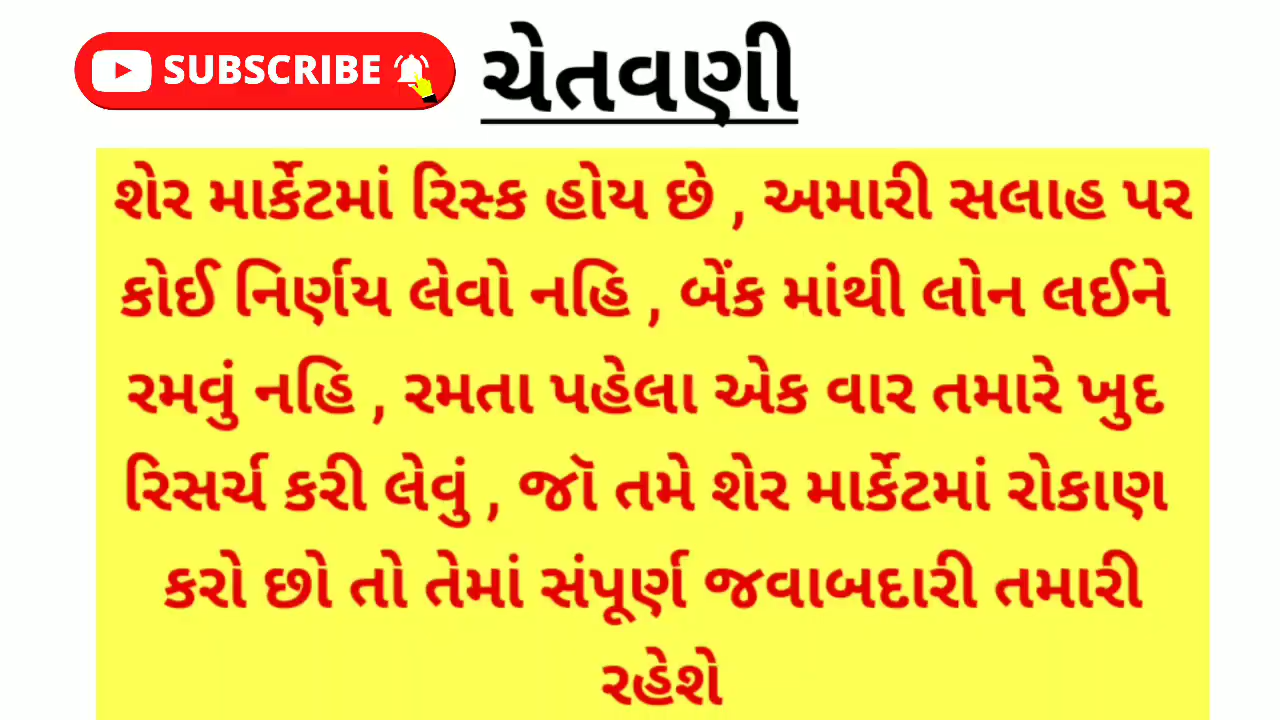 SUBSCRIBE
ચેતવણી
શેર માર્કેટમાં રિસ્ક હોય છે , અમારી સલાહ પર
કોઈ નિર્ણય લેવો નહિ , બેંક માંથી લોન લઈને
રમવું નહિ , રમતા પહેલા એક વાર તમારે ખુદ
રિસર્ચ કરી લેવું , જૉ તમે શેર માર્કેટમાં રોકાણ
કરો છો તો તેમાં સંપૂર્ણ જવાબદારી તમારી
રહેશે